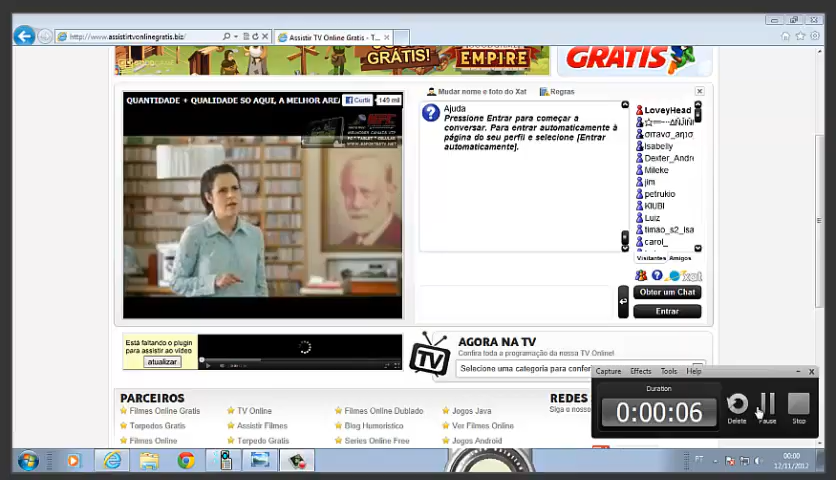 http://www.assistirtvonlinegratis.biz/
Assistir TV Online Gratis - T...
GRÁTIS!
EMPIRE
GRATIS
QUANTIDADE + QUALIDADE SO AQUI, A MELHOR ARE
Curtir
149 mil
Mudar nome e foto do Xat
Regras
Ajuda
Pressione Entrar para começar a
conversar. Para entrar automaticamente à
página do seu perfil e selecione [Entrar
automaticamente].
LoveyHead
Isabelly
Dexter_Andre
Mileke
jim
petrukio
KIUBI
Luiz
timao_s2_Isa
carol_
Visitantes
Amigos
xat
Obter um Chat
Entrar
Está faltando o plugin
para assistir ao vídeo
atualizar
TV
AGORA NA TV
Confira toda a programação da nossa TV Online!
Selecione uma categoria para confer
Capture
Effects
Tools
Help
Duration
0:00:06
Delete
Pause
Stop
PARCEIROS
REDES
Siga o nosso
Filmes Online Gratis
TV Online
Filmes Online Dublado
Jogos Java
Torpedos Gratis
Assistir Filmes
Blog Humoristico
Ver Filmes Online
Filmes Online
Torpedo Gratis
Series Online Free
Jogos Android
PT
00:00
12/11/2012